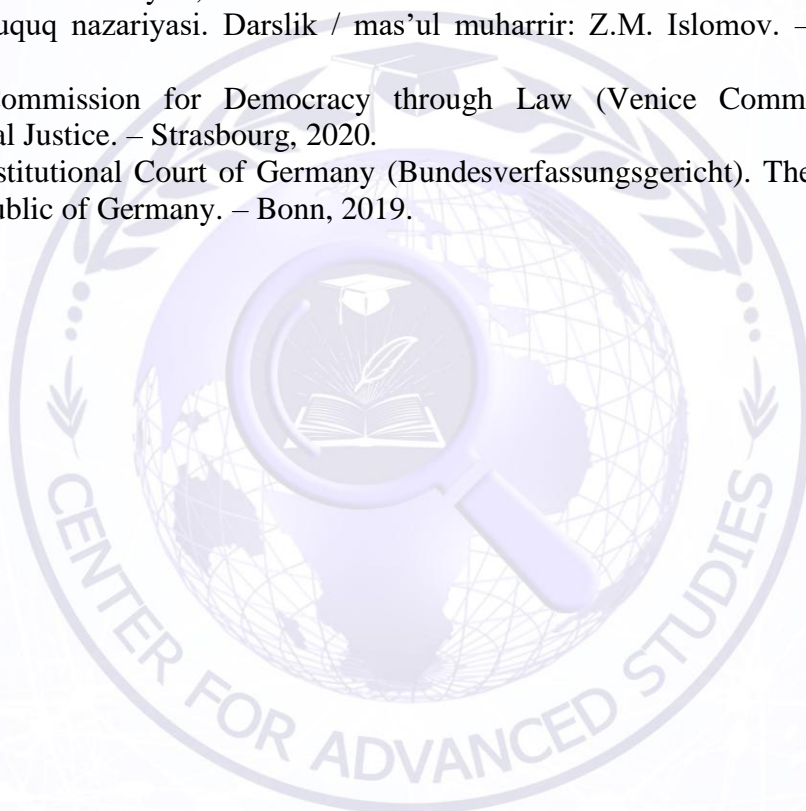 uquq nazariyasi. Darslik / mas’ul muharrir: Z.M. Islomov. –
ommission for Democracy through Law (Venice Comm
al Justice. – Strasbourg, 2020.
stitutional Court of Germany (Bundesverfassungsgericht). The
ublic of Germany. – Bonn, 2019.
CENTER FOR ADVANCED STUDIES